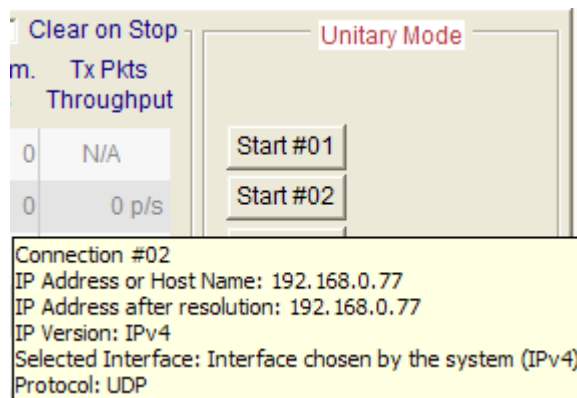 Clear on Stop
Unitary Mode
m. Tx Pkts
Throughput
0 N/A Start #01
0 0 p/s Start #02
Connection #02
IP Address or Host Name: 192.168.0.77
IP Address after resolution: 192.168.0.77
IP Version: IPv4
Selected Interface: Interface chosen by the system (IPv4)
Protocol: UDP